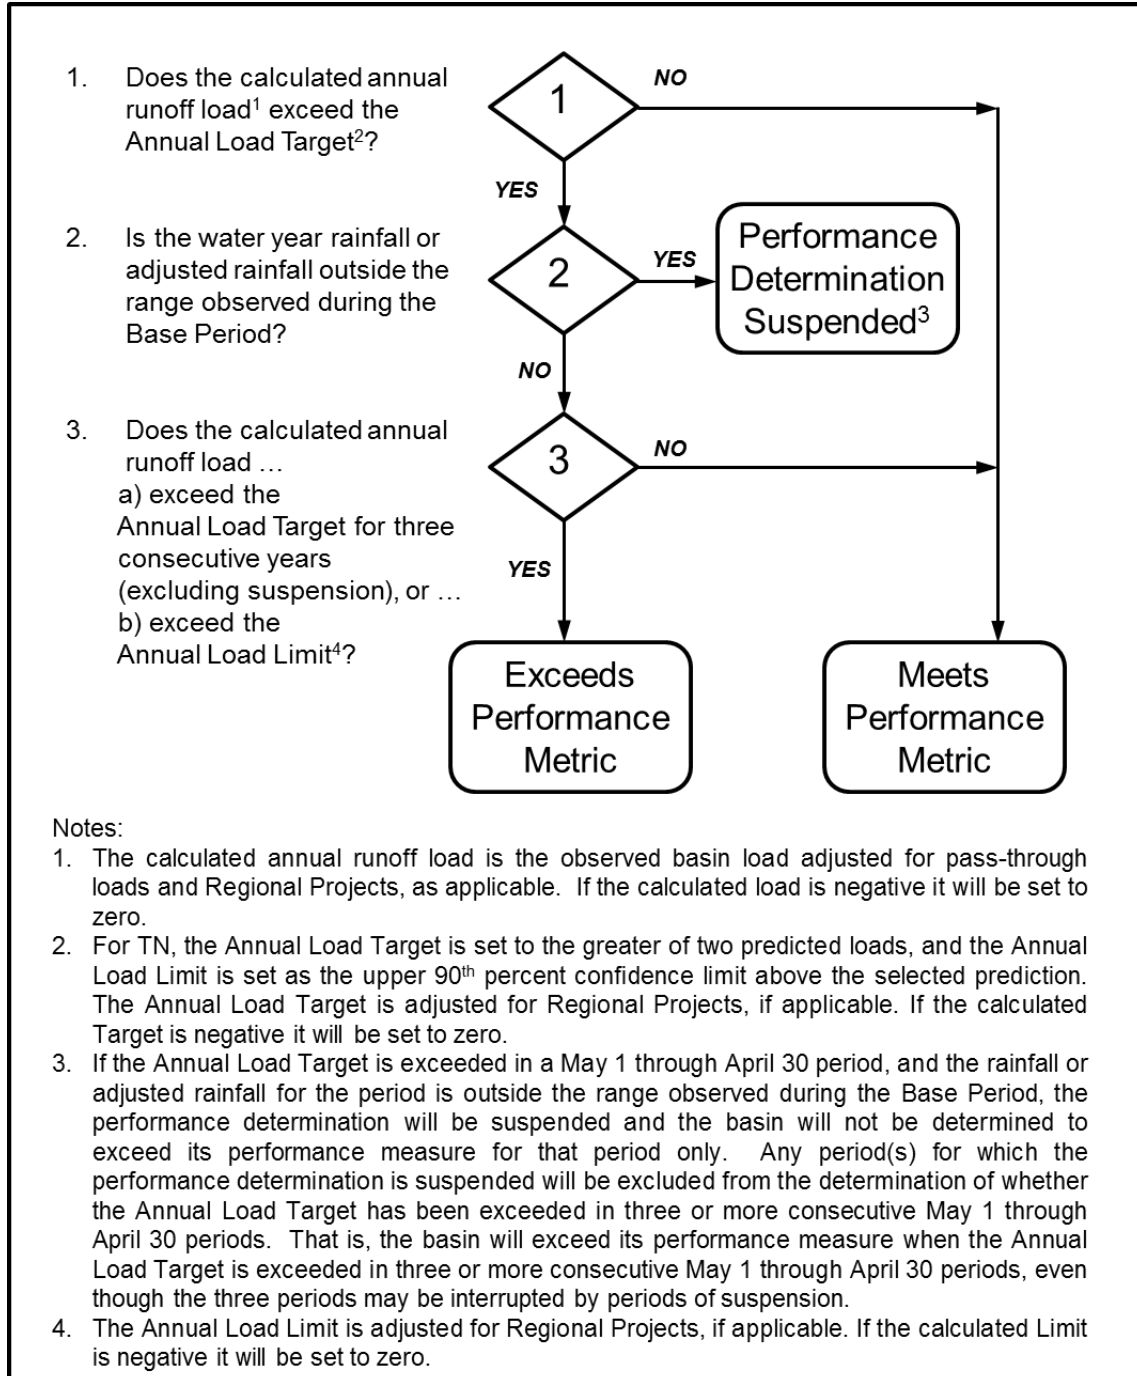 1. Does the calculated annual
runoff load¹ exceed the
Annual Load Target²?
1
NO
YES
2. Is the water year rainfall or
adjusted rainfall outside the
range observed during the
Base Period?
2
YES
Performance
Determination
Suspended³
NO
3. Does the calculated annual
runoff load …
a) exceed the
Annual Load Target for three
consecutive years
(excluding suspension), or …
b) exceed the
Annual Load Limit⁴?
3
NO
YES
Exceeds
Performance
Metric
Meets
Performance
Metric
Notes:
1. The calculated annual runoff load is the observed basin load adjusted for pass-through
loads and Regional Projects, as applicable. If the calculated load is negative it will be set to
zero.
2. For TN, the Annual Load Target is set to the greater of two predicted loads, and the Annual
Load Limit is set as the upper 90th percent confidence limit above the selected prediction.
The Annual Load Target is adjusted for Regional Projects, if applicable. If the calculated
Target is negative it will be set to zero.
3. If the Annual Load Target is exceeded in a May 1 through April 30 period, and the rainfall or
adjusted rainfall for the period is outside the range observed during the Base Period, the
performance determination will be suspended and the basin will not be determined to
exceed its performance measure for that period only. Any period(s) for which the
performance determination is suspended will be excluded from the determination of whether
the Annual Load Target has been exceeded in three or more consecutive May 1 through
April 30 periods. That is, the basin will exceed its performance measure when the Annual
Load Target is exceeded in three or more consecutive May 1 through April 30 periods, even
though the three periods may be interrupted by periods of suspension.
4. The Annual Load Limit is adjusted for Regional Projects, if applicable. If the calculated Limit
is negative it will be set to zero.